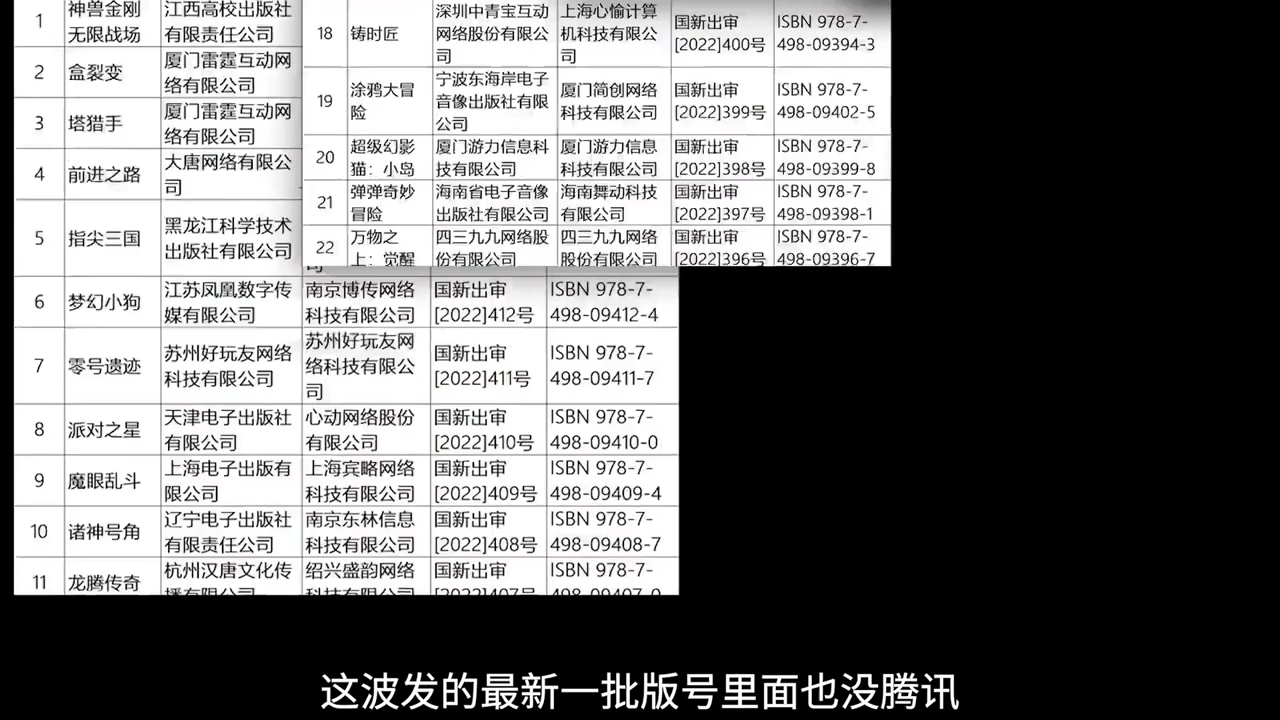 1
神兽金刚
无限战场
江西高校出版社
有限责任公司
2
盒裂变
厦门雷霆互动网
络有限公司
3
塔猎手
厦门雷霆互动网
络有限公司
4
前进之路
大唐网络有限公
司
5
指尖三国
黑龙江科学技术
出版社有限公司
司
6
梦幻小狗
江苏凤凰数字传
媒有限公司
南京博传网络
科技有限公司
国新出审
[2022]412号
ISBN 978-7-
498-09412-4
7
零号遗迹
苏州好玩友网络
科技有限公司
苏州好玩友网
络科技有限公
司
国新出审
[2022]411号
ISBN 978-7-
498-09411-7
8
派对之星
天津电子出版社
有限公司
心动网络股份
有限公司
国新出审
[2022]410号
ISBN 978-7-
498-09410-0
9
魔眼乱斗
上海电子出版有
限公司
上海宾略网络
科技有限公司
国新出审
[2022]409号
ISBN 978-7-
498-09409-4
10
诸神号角
辽宁电子出版社
有限责任公司
南京东林信息
科技有限公司
国新出审
[2022]408号
ISBN 978-7-
498-09408-7
11
龙腾传奇
杭州汉唐文化传
播有限公司
绍兴盛韵网络
科技有限公司
国新出审
[2022]407号
ISBN 978-7-
498-09407-0
18
铸时匠
深圳中青宝互动
网络股份有限公
司
上海心愉计算
机科技有限公
司
国新出审
[2022]400号
ISBN 978-7-
498-09394-3
19
涂鸦大冒
险
宁波东海岸电子
音像出版社有限
公司
厦门简创网络
科技有限公司
国新出审
[2022]399号
ISBN 978-7-
498-09402-5
20
超级幻影
猫：小岛
厦门游力信息科
技有限公司
厦门游力信息
科技有限公司
国新出审
[2022]398号
ISBN 978-7-
498-09399-8
21
弹弹奇妙
冒险
海南省电子音像
出版社有限公司
海南舞动科技
有限公司
国新出审
[2022]397号
ISBN 978-7-
498-09398-1
22
万物之
上：觉醒
四三九九网络股
份有限公司
四三九九网络
股份有限公司
国新出审
[2022]396号
ISBN 978-7-
498-09396-7
这波发的最新一批版号里面也没腾讯